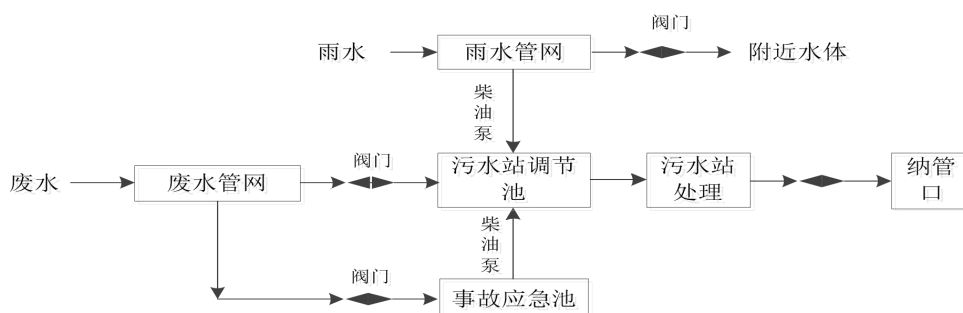 阀门
雨水
雨水管网
附近水体
柴
油
泵
废水
废水管网
阀门
污水站调节
池
污水站
处理
纳管
口
柴
油
泵
阀门
事故应急池